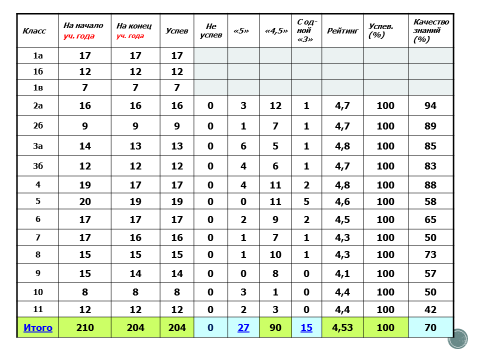 Класс На начало уч. года На конец уч. года Успев Не успев «5» «4,5» С од-ной «3» Рейтинг Успев. (%) Качество знаний (%)
1а 17 17 17
1б 12 12 12
1в 7 7 7
2а 16 16 16 0 3 12 1 4,7 100 94
2б 9 9 9 0 1 7 1 4,7 100 89
3а 14 13 13 0 6 5 1 4,8 100 85
3б 12 12 12 0 4 6 1 4,7 100 83
4 19 17 17 0 4 11 2 4,8 100 88
5 20 19 19 0 0 11 5 4,6 100 58
6 17 17 17 0 2 9 2 4,5 100 65
7 17 16 16 0 1 7 1 4,3 100 50
8 15 15 15 0 1 10 1 4,3 100 73
9 15 14 14 0 0 8 0 4,1 100 57
10 8 8 8 0 3 1 0 4,4 100 50
11 12 12 12 0 2 3 0 4,4 100 42
Итого 210 204 204 0 27 90 15 4,53 100 70